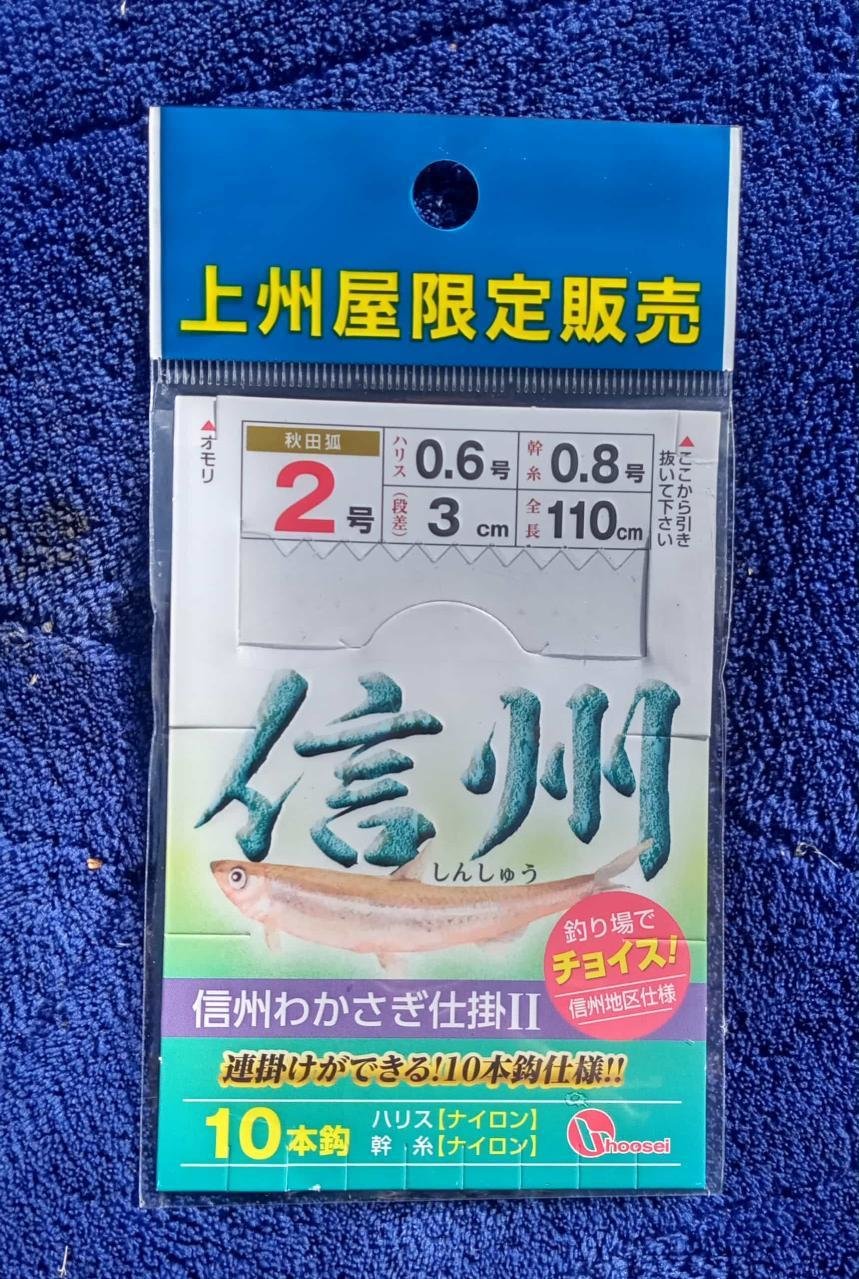 上州屋限定販売
▲オモリ
秋田狐
2号
ハリス 0.6号
幹糸 0.8号
(段差) 3 cm
全長 110cm
▲ここから引き
抜いて下さい
信州
しんしゅう
釣り場で
チョイス!
信州地区仕様
信州わかさぎ仕掛II
連掛けができる!10本鈎仕様!!
10本鈎
ハリス【ナイロン】
幹 糸【ナイロン】
hoosei